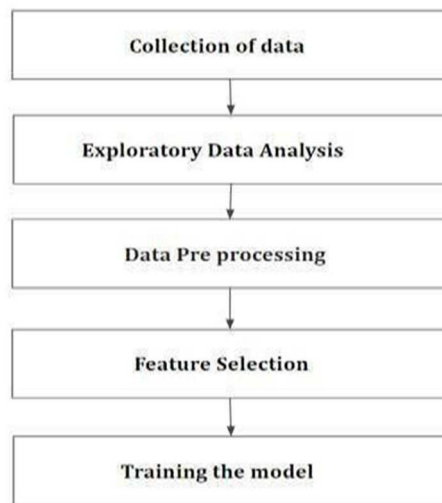 Collection of data
Exploratory Data Analysis
Data Pre processing
Feature Selection
Training the model